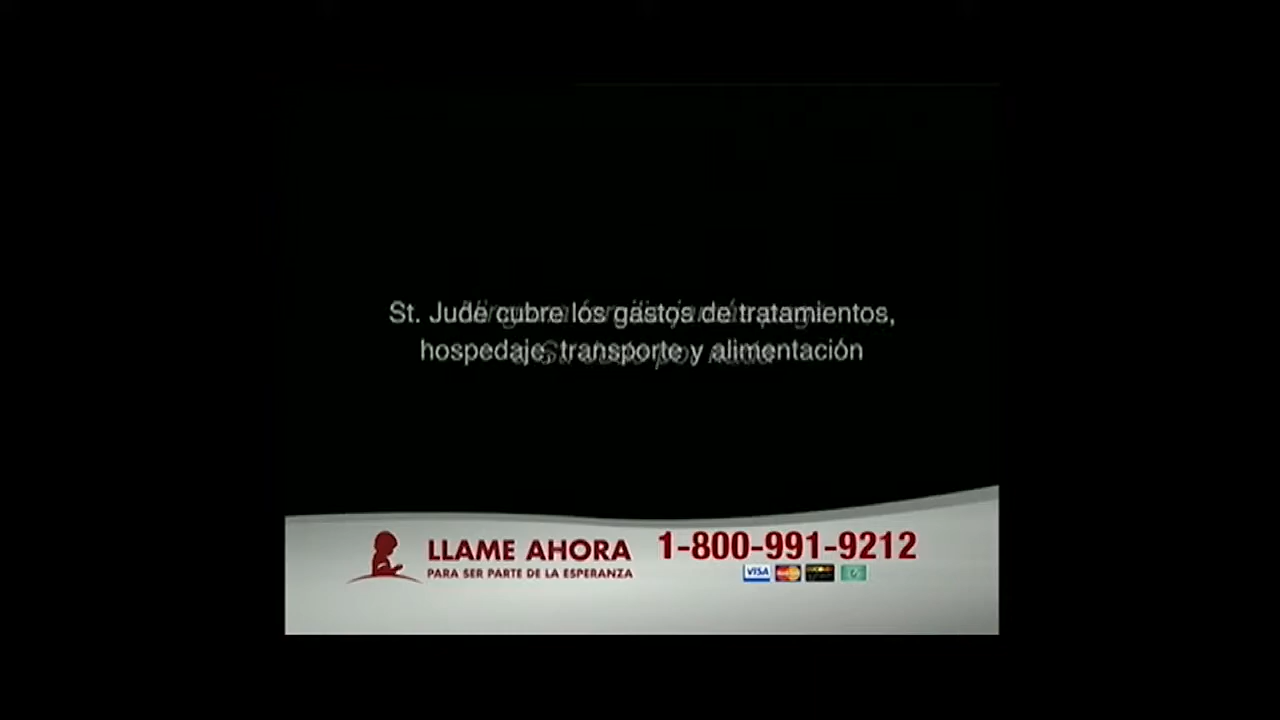 St. Jude cubre los gastos de tratamientos,
hospedaje, transporte y alimentación
LLAME AHORA
PARA SER PARTE DE LA ESPERANZA
1-800-991-9212
VISA